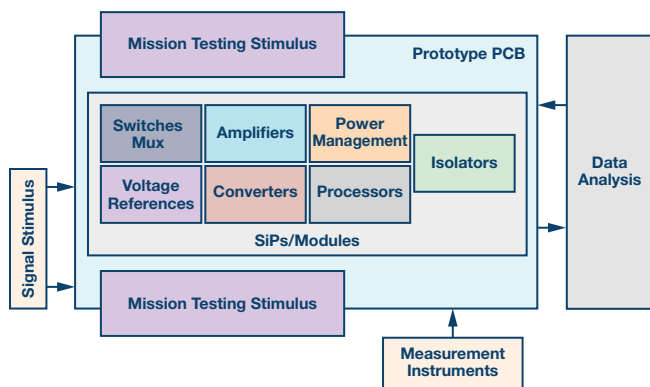 Mission Testing Stimulus
Prototype PCB
Switches
Mux
Amplifiers
Power
Management
Isolators
Voltage
References
Converters
Processors
SiPs/Modules
Mission Testing Stimulus
Signal Stimulus
Data
Analysis
Measurement
Instruments